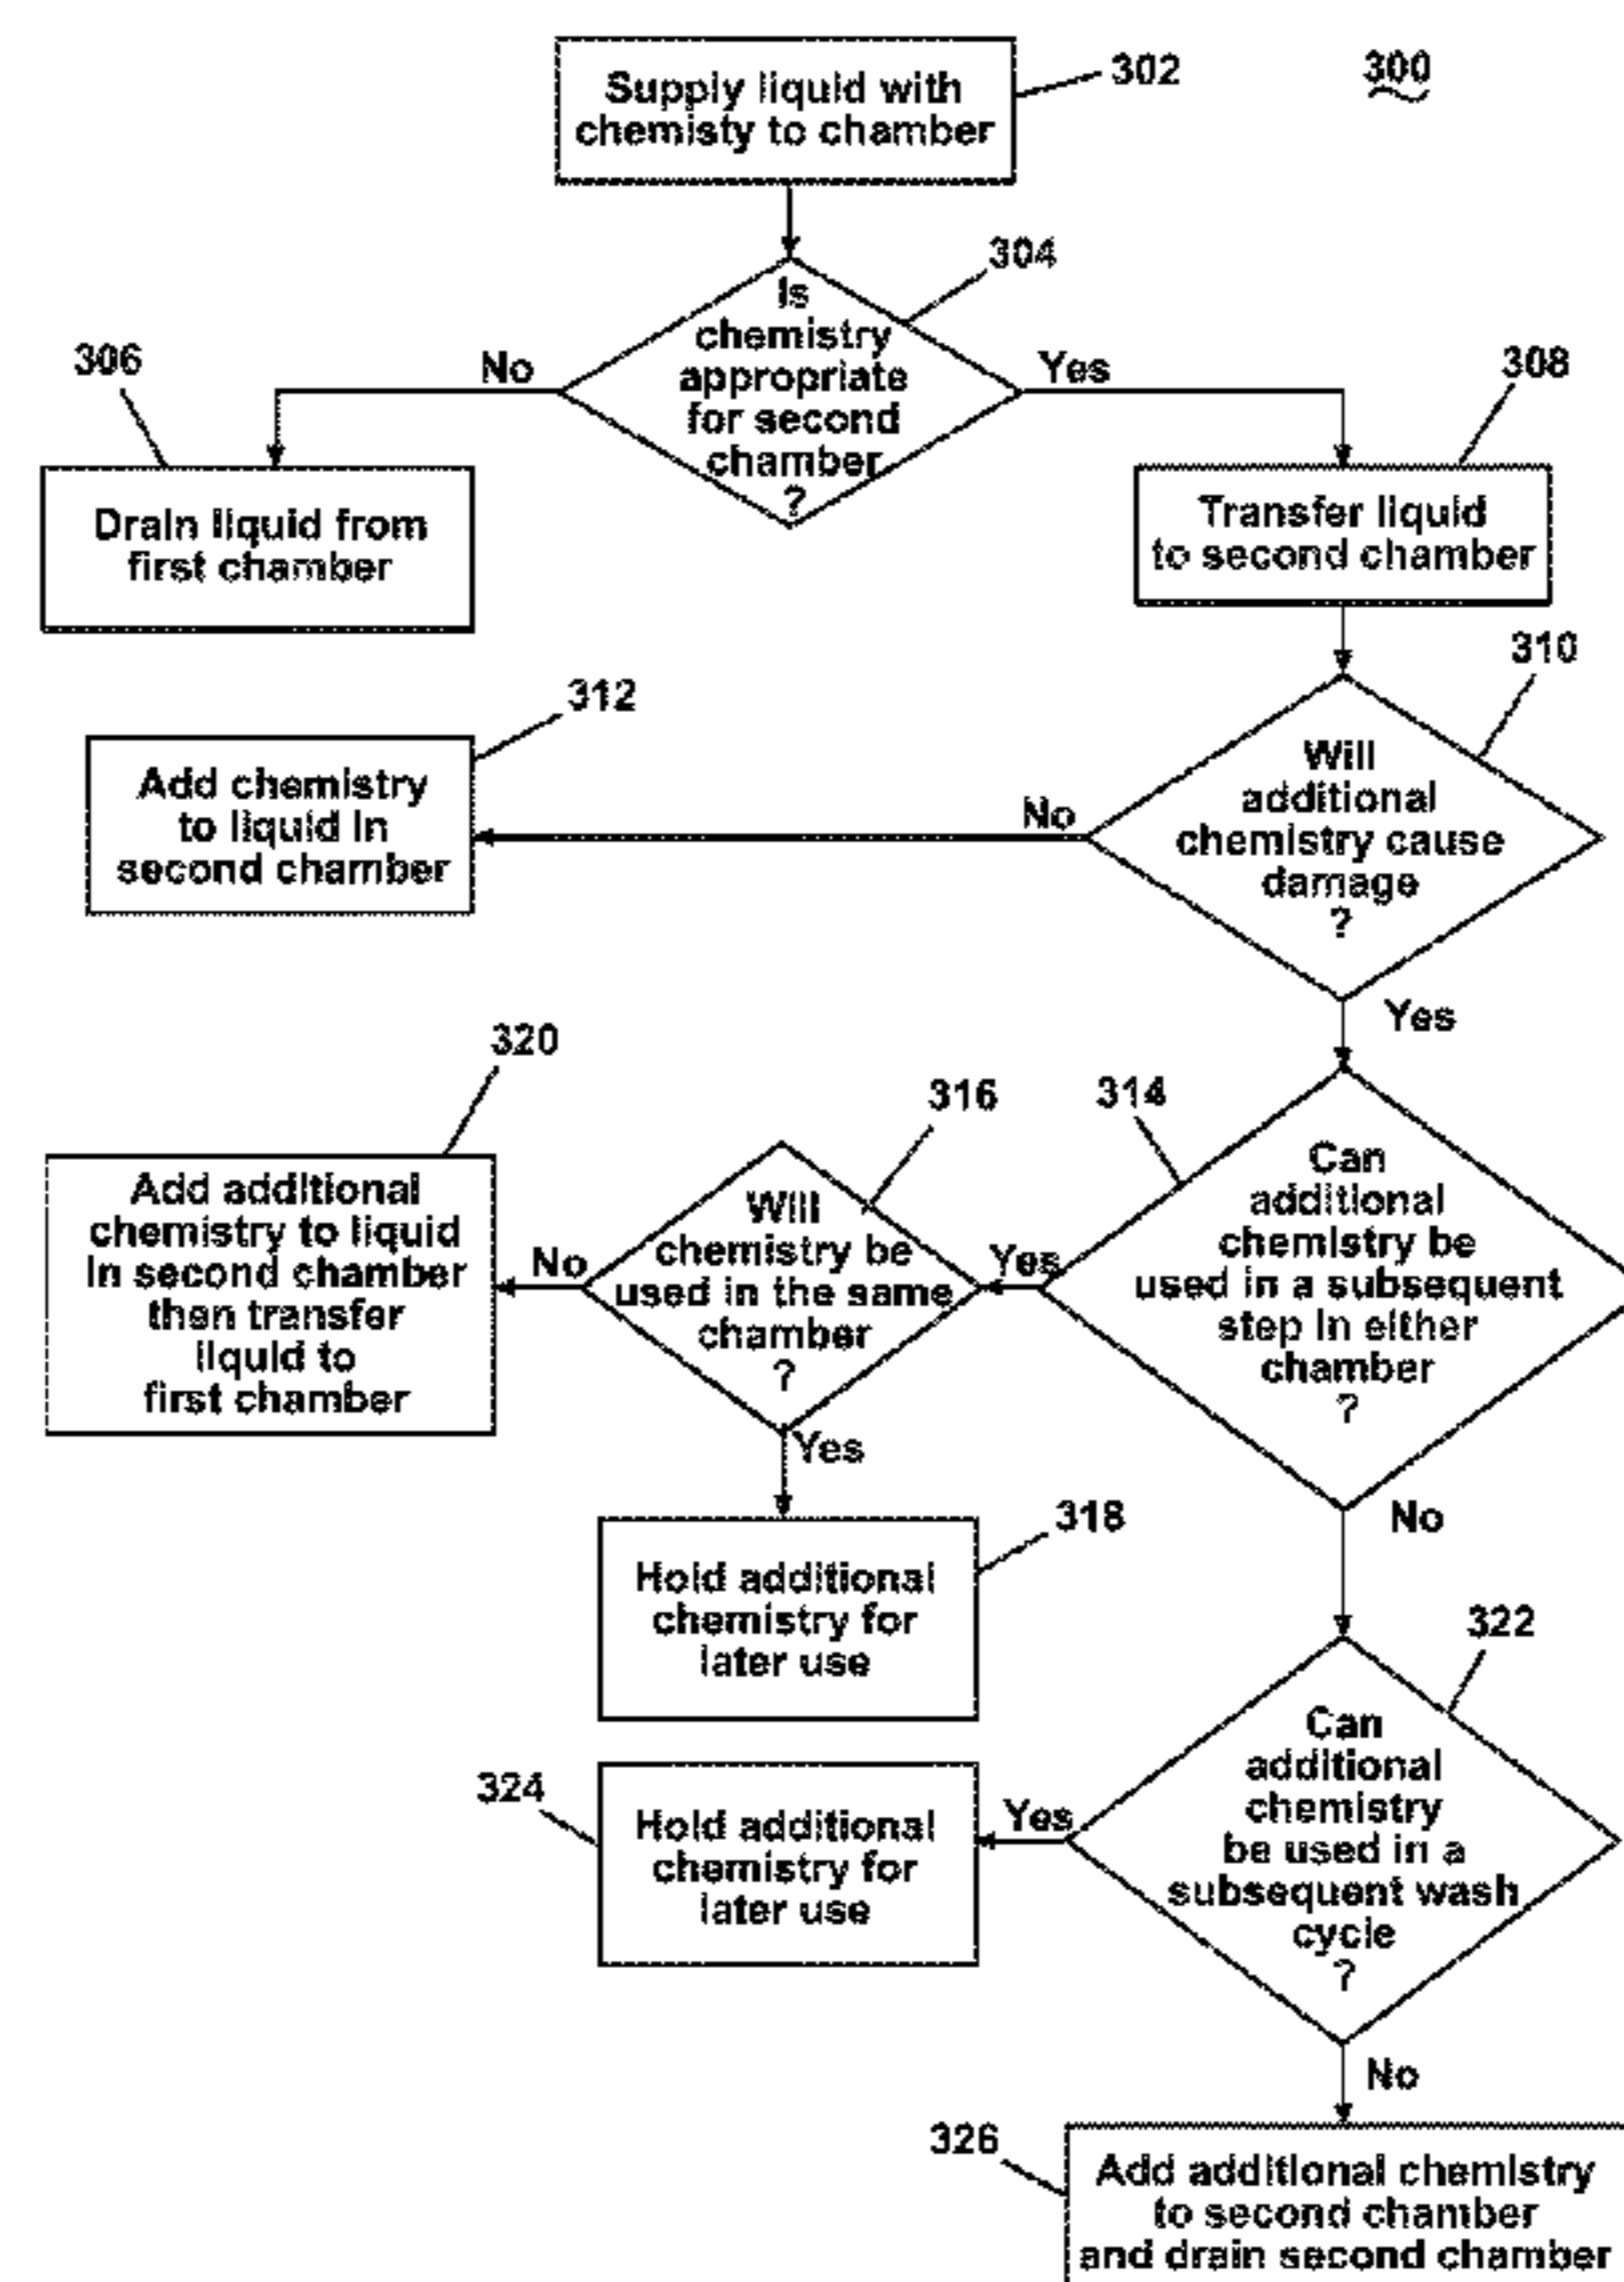 302
300
Supply liquid with
chemisty to chamber
304
Is
chemistry
appropriate
for second
chamber
?
No
Yes
306
308
Drain liquid from
first chamber
Transfer liquid
to second chamber
310
312
Will
additional
chemistry cause
damage
?
No
Add chemistry
to liquid in
second chamber
Yes
320
316
314
Can
additional
chemistry be
used in a subsequent
step in either
chamber
?
Yes
Will
chemistry be
used in the same
chamber
?
No
Add additional
chemistry to liquid
in second chamber
then transfer
liquid to
first chamber
Yes
No
318
Hold additional
chemistry for
later use
322
Can
additional
chemistry
be used in a
subsequent wash
cycle
?
324
Yes
Hold additional
chemistry for
later use
No
326
Add additional chemistry
to second chamber
and drain second chamber